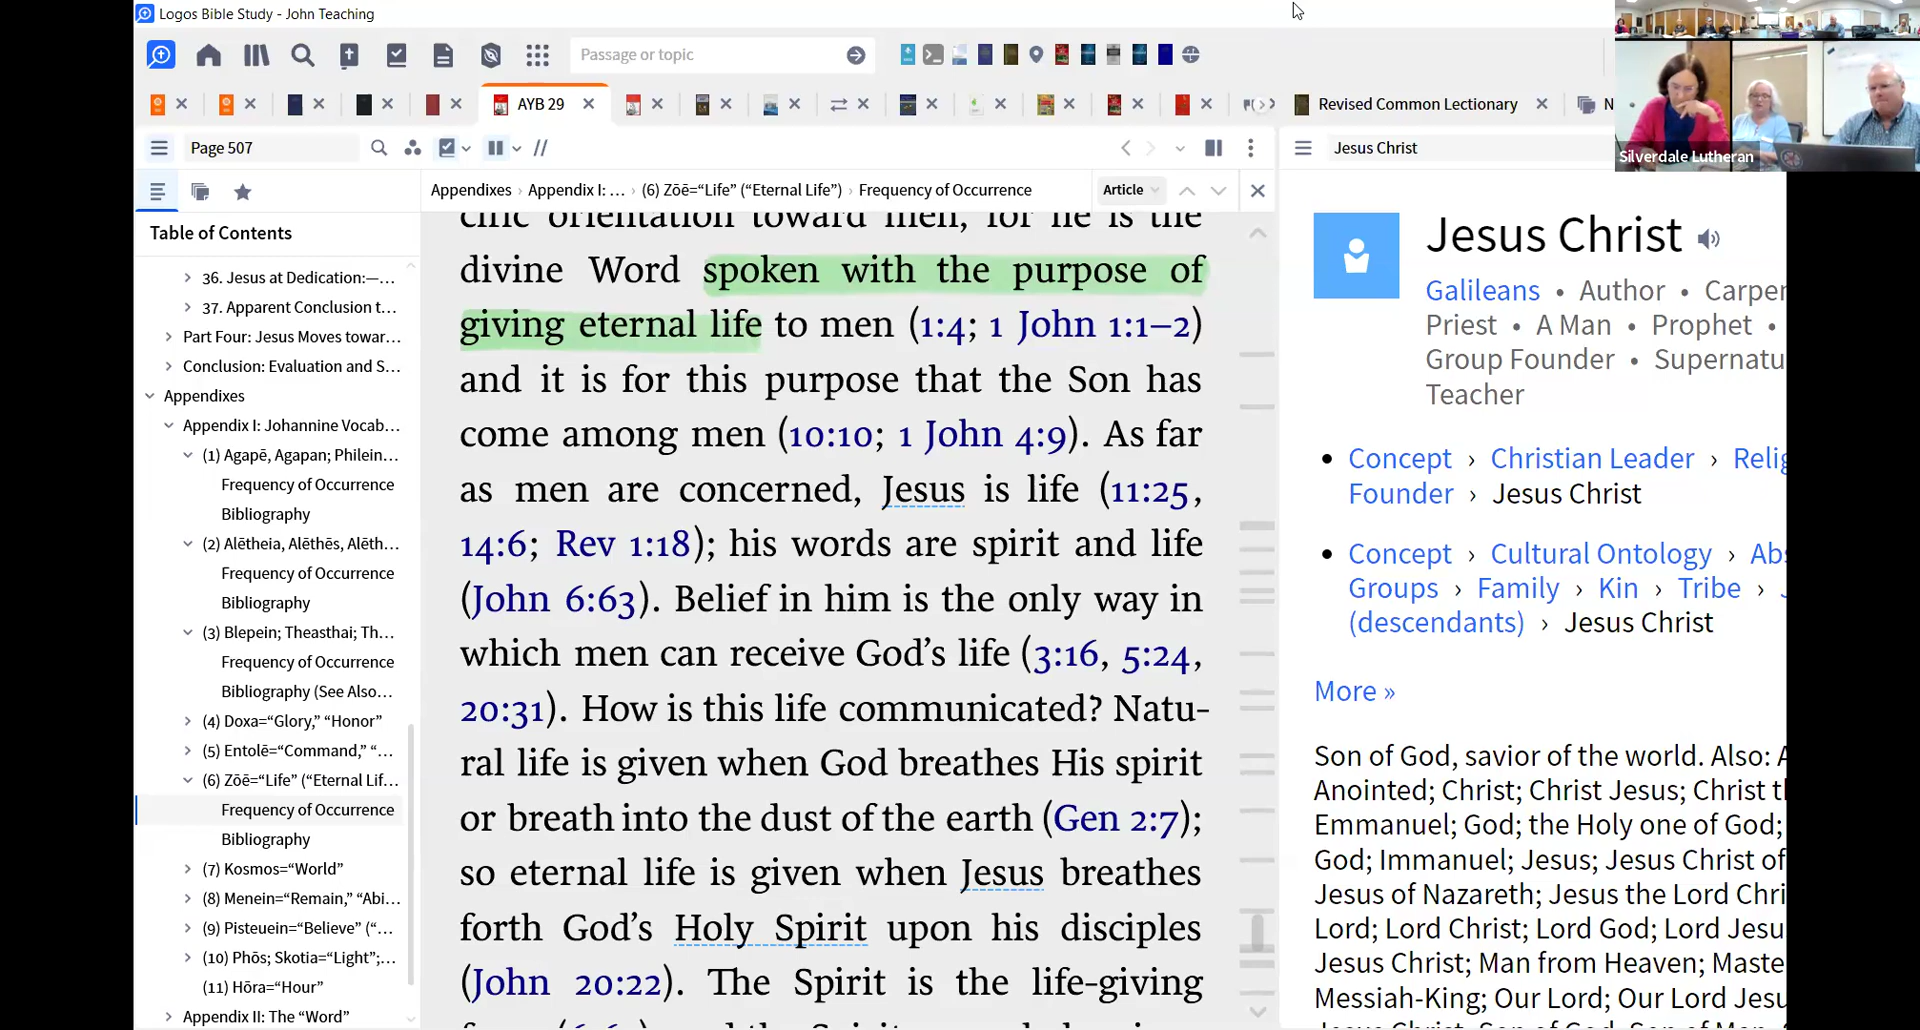 Logos Bible Study - John Teaching
Passage or topic
AYB 29
Revised Common Lectionary
Page 507
Jesus Christ
Silverdale Lutheran
Appendixes › Appendix I: ... › (6) Zōē=“Life” (“Eternal Life”) › Frequency of Occurrence
Article
Table of Contents
36. Jesus at Dedication:—...
37. Apparent Conclusion t...
Part Four: Jesus Moves towar...
Conclusion: Evaluation and S...
Appendixes
Appendix I: Johannine Vocab...
(1) Agapē, Agapan; Philein...
Frequency of Occurrence
Bibliography
(2) Alētheia, Alēthēs, Alēth...
Frequency of Occurrence
Bibliography
(3) Blepein; Theasthai; Th...
Frequency of Occurrence
Bibliography (See Also...
(4) Doxa=“Glory,” “Honor”
(5) Entolē=“Command,” “...
(6) Zōē=“Life” (“Eternal Lif...
Frequency of Occurrence
Bibliography
(7) Kosmos=“World”
(8) Menein=“Remain,” “Abi...
(9) Pisteuein=“Believe” (“...
(10) Phōs; Skotia=“Light”;...
(11) Hōra=“Hour”
Appendix II: The “Word”
cific orientation toward men, for he is the
divine Word spoken with the purpose of
giving eternal life to men (1:4; 1 John 1:1–2)
and it is for this purpose that the Son has
come among men (10:10; 1 John 4:9). As far
as men are concerned, Jesus is life (11:25,
14:6; Rev 1:18); his words are spirit and life
(John 6:63). Belief in him is the only way in
which men can receive God’s life (3:16, 5:24,
20:31). How is this life communicated? Natu-
ral life is given when God breathes His spirit
or breath into the dust of the earth (Gen 2:7);
so eternal life is given when Jesus breathes
forth God’s Holy Spirit upon his disciples
(John 20:22). The Spirit is the life-giving
Jesus Christ
Galileans • Author • Carper
Priest • A Man • Prophet •
Group Founder • Supernatu
Teacher
• Concept › Christian Leader › Relig
Founder › Jesus Christ
• Concept › Cultural Ontology › Abs
Groups › Family › Kin › Tribe ›
(descendants) › Jesus Christ
More »
Son of God, savior of the world. Also: A
Anointed; Christ; Christ Jesus; Christ th
Emmanuel; God; the Holy one of God;
God; Immanuel; Jesus; Jesus Christ of
Jesus of Nazareth; Jesus the Lord Chri
Lord; Lord Christ; Lord God; Lord Jesu
Jesus Christ; Man from Heaven; Maste
Messiah-King; Our Lord; Our Lord Jesu